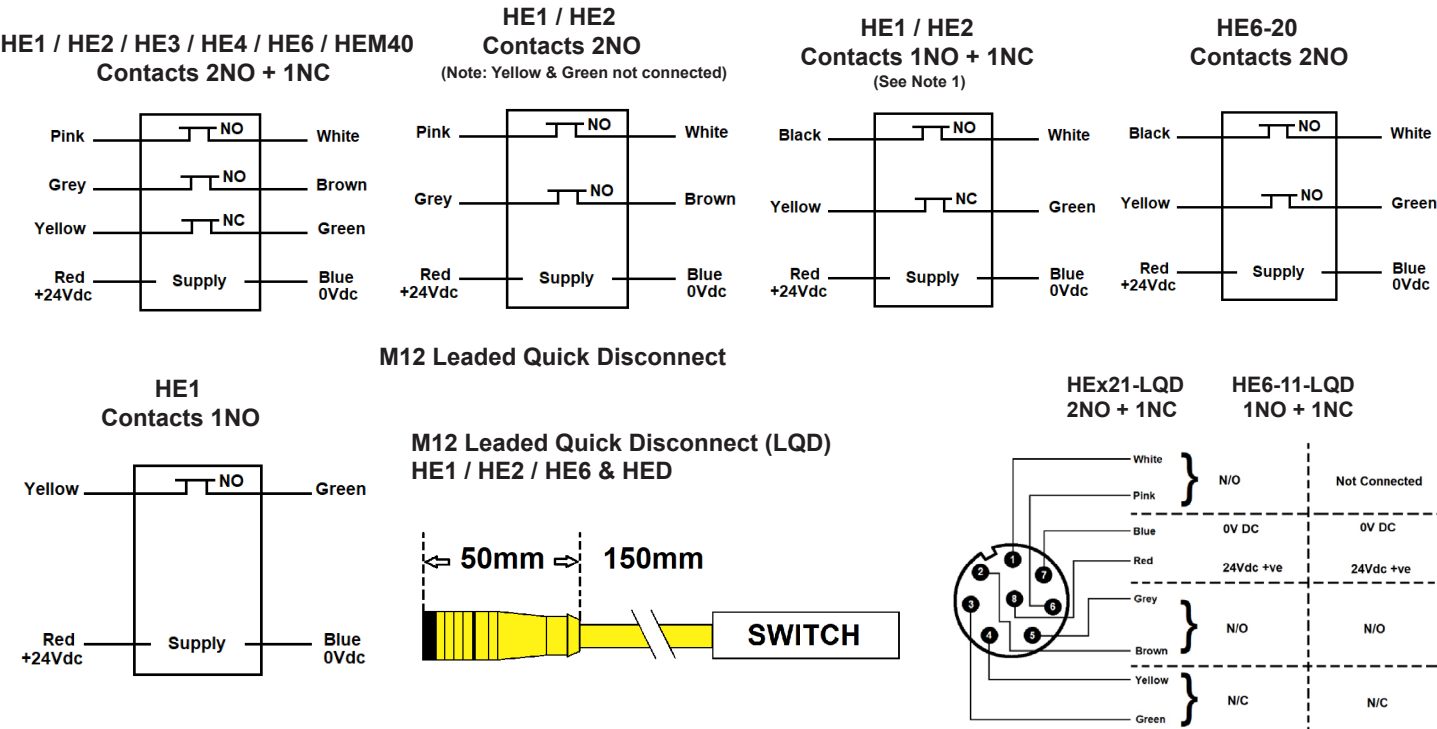 HE1 / HE2 / HE3 / HE4 / HE6 / HEM40
Contacts 2NO + 1NC
Pink
NO
White
Grey
NO
Brown
Yellow
NC
Green
Red
+24Vdc
Supply
Blue
0Vdc
HE1 / HE2
Contacts 2NO
(Note: Yellow & Green not connected)
Pink
NO
White
Grey
NO
Brown
Red
+24Vdc
Supply
Blue
0Vdc
HE1 / HE2
Contacts 1NO + 1NC
(See Note 1)
Black
NO
White
Yellow
NC
Green
Red
+24Vdc
Supply
Blue
0Vdc
HE6-20
Contacts 2NO
Black
NO
White
Yellow
NO
Green
Red
+24Vdc
Supply
Blue
0Vdc
M12 Leaded Quick Disconnect
HE1
Contacts 1NO
Yellow
NO
Green
Red
+24Vdc
Supply
Blue
0Vdc
M12 Leaded Quick Disconnect (LQD)
HE1 / HE2 / HE6 & HED
50mm
150mm
SWITCH
HEx21-LQD
2NO + 1NC
HE6-11-LQD
1NO + 1NC
White
Pink
N/O
Not Connected
Blue
0V DC
0V DC
Red
24Vdc +ve
24Vdc +ve
Grey
Brown
N/O
N/O
Yellow
Green
N/C
N/C
1
2
7
3
8
6
4
5